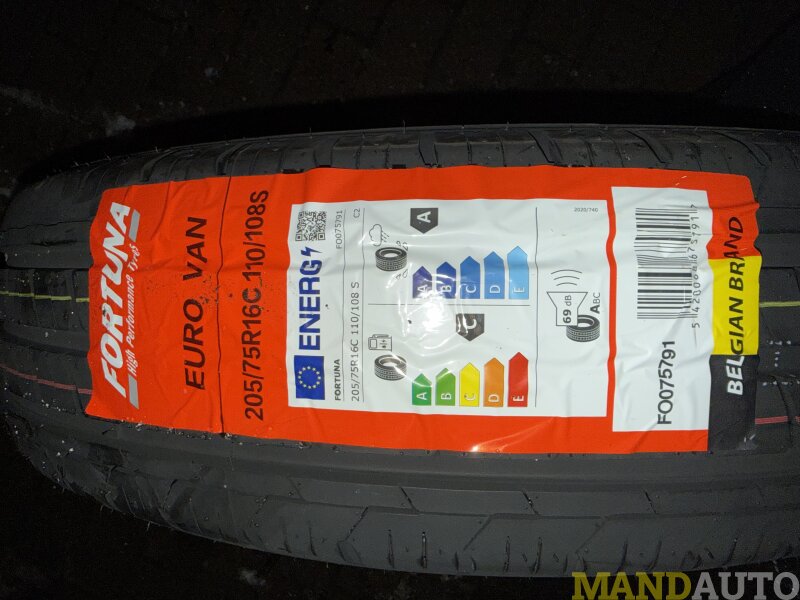 FORTUNA
High Performance Tyres
EURO VAN
205/75R16C 110/108S
ENERG
FORTUNA
205/75R16C 110/108 S
FO075791
C2
A
A
B
C
D
E
C
A
B
C
D
E
69 dB
ABC
2020/740
5420068675791
FO075791
BELGIAN BRAND
MANDAUTO